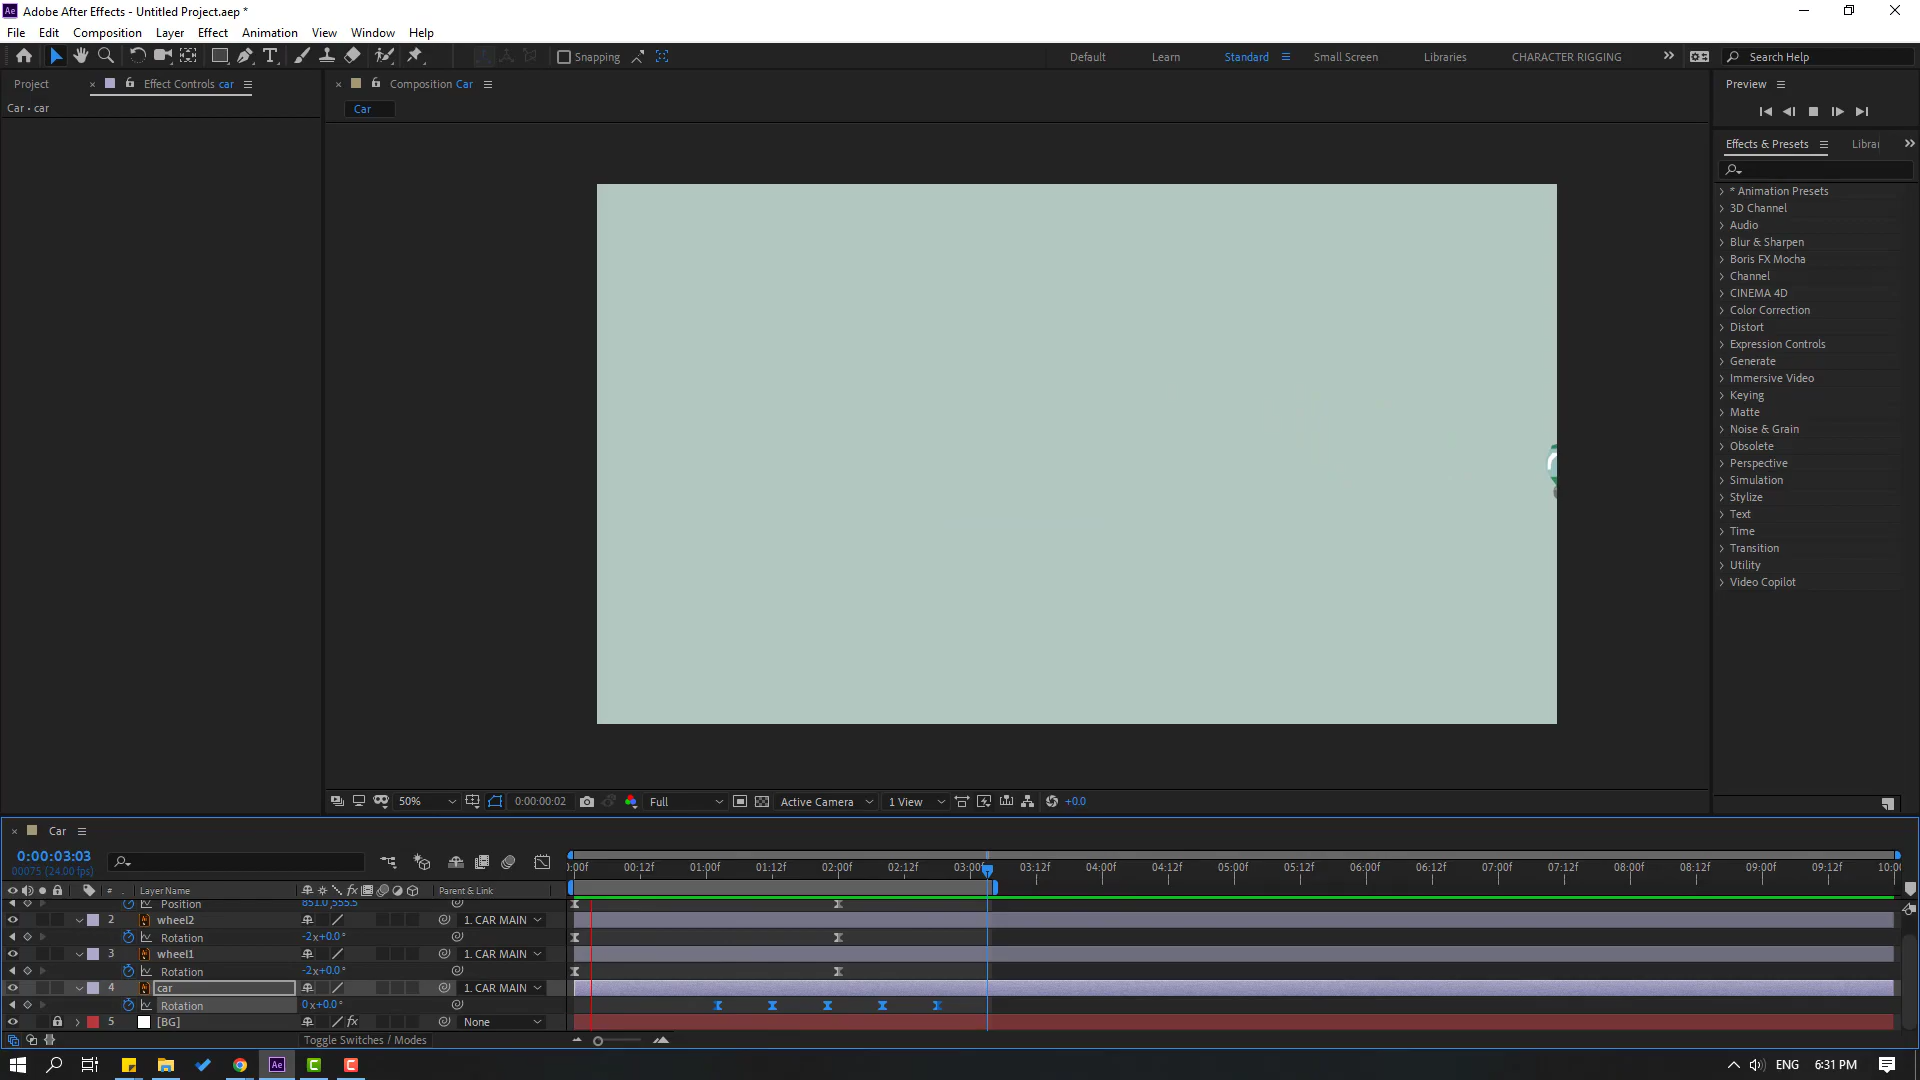 Ae Adobe After Effects - Untitled Project.aep *
File Edit Composition Layer Effect Animation View Window Help
Snapping Default Learn Standard Small Screen Libraries CHARACTER RIGGING Search Help
Project Effect Controls car Composition Car Preview
Car • car
Car
Effects & Presets Librar
* Animation Presets
3D Channel
Audio
Blur & Sharpen
Boris FX Mocha
Channel
CINEMA 4D
Color Correction
Distort
Expression Controls
Generate
Immersive Video
Keying
Matte
Noise & Grain
Obsolete
Perspective
Simulation
Stylize
Text
Time
Transition
Utility
Video Copilot
50% 0:00:00:02 Full Active Camera 1 View +0.0
Car
0:00:03:03
00075 (24.00 fps)
:00f 00:12f 01:00f 01:12f 02:00f 02:12f 03:00f 03:12f 04:00f 04:12f 05:00f 05:12f 06:00f 06:12f 07:00f 07:12f 08:00f 08:12f 09:00f 09:12f 10:0
# Layer Name fx Parent & Link
Position 851.0,555.5
2 wheel2 1. CAR MAIN
Rotation -2x+0.0°
3 wheel1 1. CAR MAIN
Rotation -2x+0.0°
4 car 1. CAR MAIN
Rotation 0x+0.0°
5 [BG] fx None
Toggle Switches / Modes
Ae C C ENG 6:31 PM